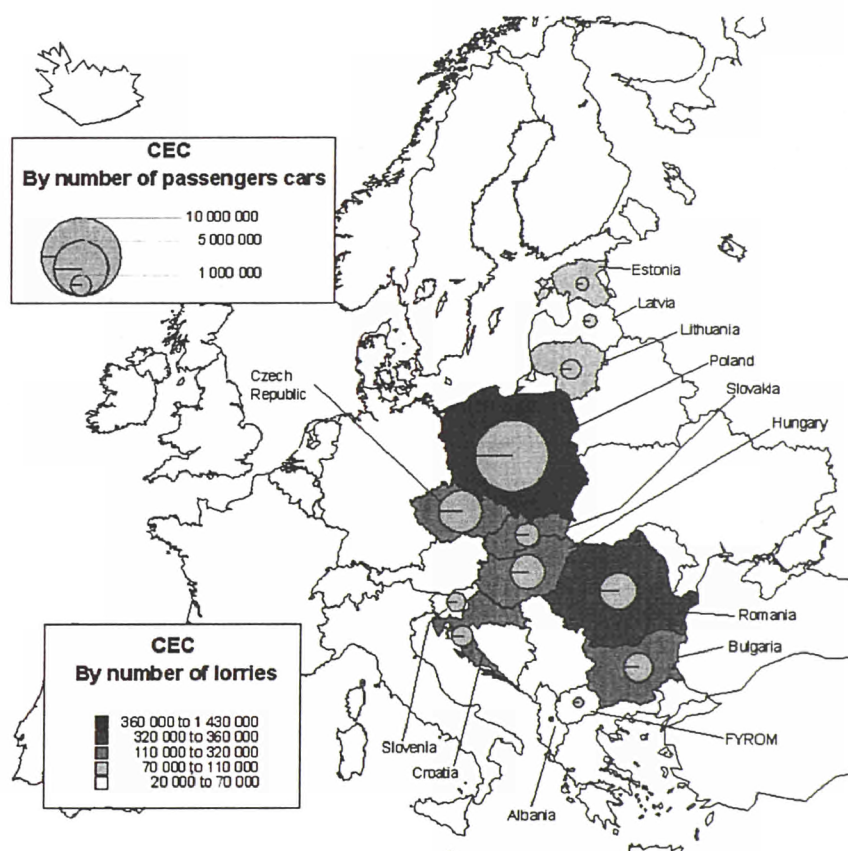 CEC
By number of passengers cars
10 000 000
5 000 000
1 000 000
Estonia
Latvia
Lithuania
Poland
Slovakia
Hungary
Czech
Republic
Romania
Bulgaria
FYROM
Albania
Croatia
Slovenia
CEC
By number of lorries
360 000 to 1 430 000
320 000 to 360 000
110 000 to 320 000
70 000 to 110 000
20 000 to 70 000